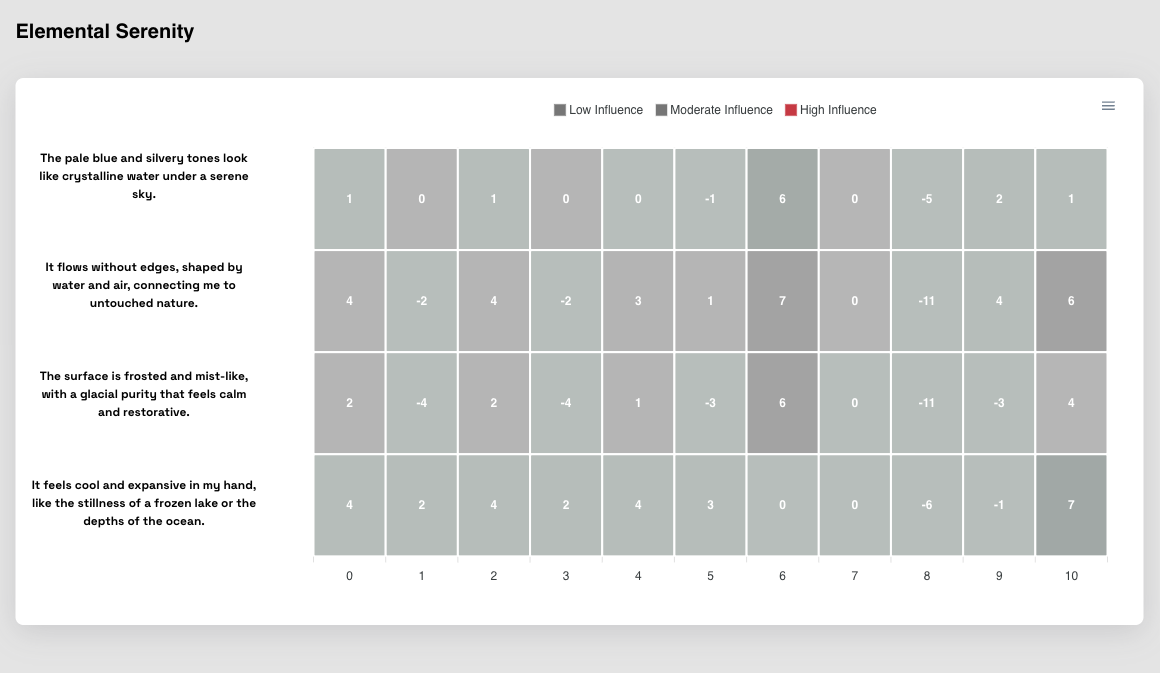 Elemental Serenity
Low Influence Moderate Influence High Influence
The pale blue and silvery tones look
like crystalline water under a serene
sky.
1 0 1 0 0 -1 6 0 -5 2 1
It flows without edges, shaped by
water and air, connecting me to
untouched nature.
4 -2 4 -2 3 1 7 0 -11 4 6
The surface is frosted and mist-like,
with a glacial purity that feels calm
and restorative.
2 -4 2 -4 1 -3 6 0 -11 -3 4
It feels cool and expansive in my hand,
like the stillness of a frozen lake or the
depths of the ocean.
4 2 4 2 4 3 0 0 -6 -1 7
0 1 2 3 4 5 6 7 8 9 10